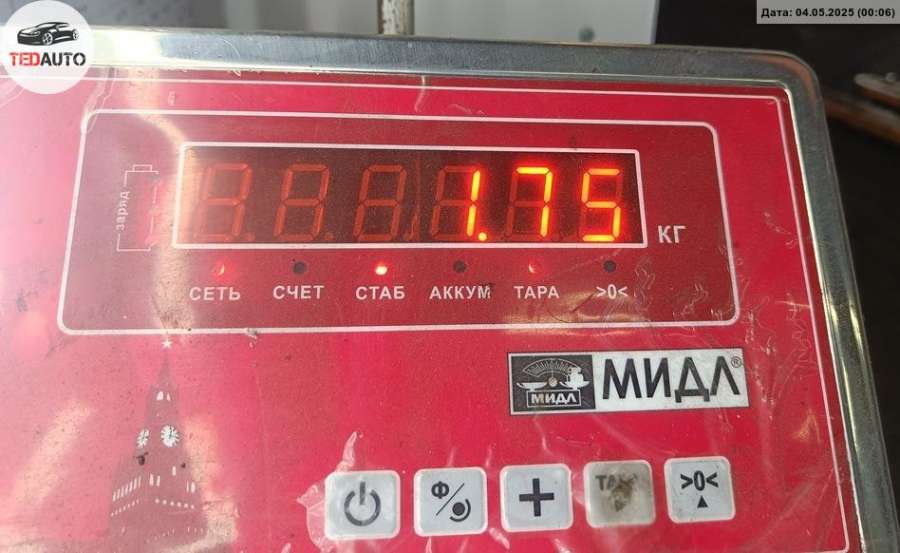 Дата: 04.05.2025 (00:06)
TEDAUTO
заряд
1.75
КГ
СЕТЬ СЧЕТ СТАБ АККУМ ТАРА >0<
МИДЛ МИДЛ®
Ф +  >0<